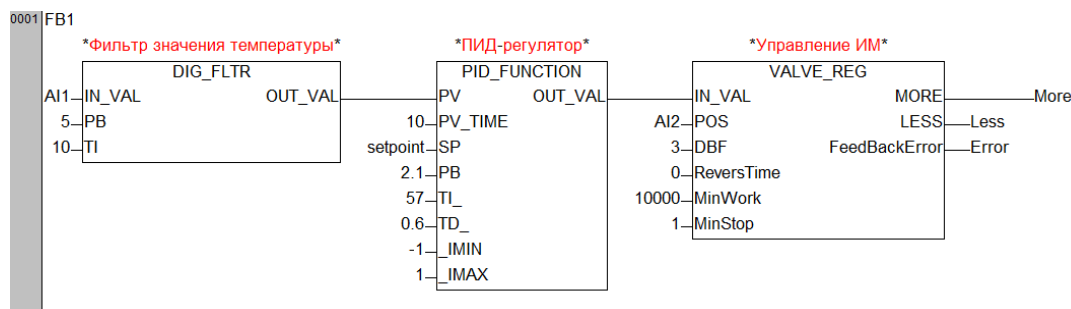 0001 FB1
*Фильтр значения температуры* *ПИД-регулятор* *Управление ИМ*
DIG_FLTR PID_FUNCTION VALVE_REG
AI1 IN_VAL OUT_VAL PV OUT_VAL IN_VAL MORE More
5 PB 10 PV_TIME AI2 POS LESS Less
10 TI setpoint SP 3 DBF FeedBackError Error
2.1 PB 0 ReversTime
57 TI_ 10000 MinWork
0.6 TD_ 1 MinStop
-1 _IMIN
1 _IMAX